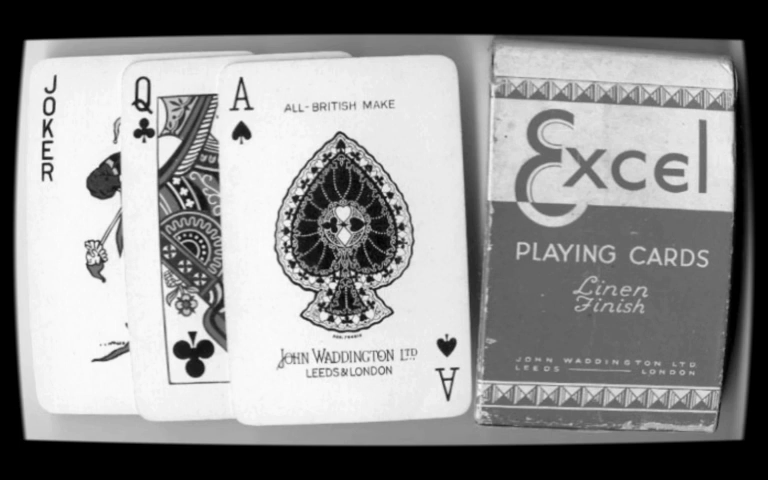 JOKER
Q
A
ALL-BRITISH MAKE
JOHN WADDINGTON LTD
LEEDS & LONDON
A
Excel
PLAYING CARDS
Linen
Finish
JOHN WADDINGTON LTD.
LEEDS LONDON